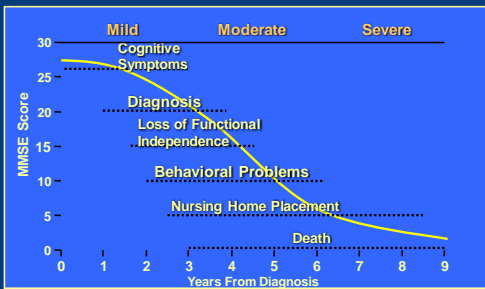 Mild Moderate Severe
30
Cognitive
Symptoms
25
Diagnosis
20
Loss of Functional
Independence
15
Behavioral Problems
10
Nursing Home Placement
5
Death
0
MMSE Score
0 1 2 3 4 5 6 7 8 9
Years From Diagnosis